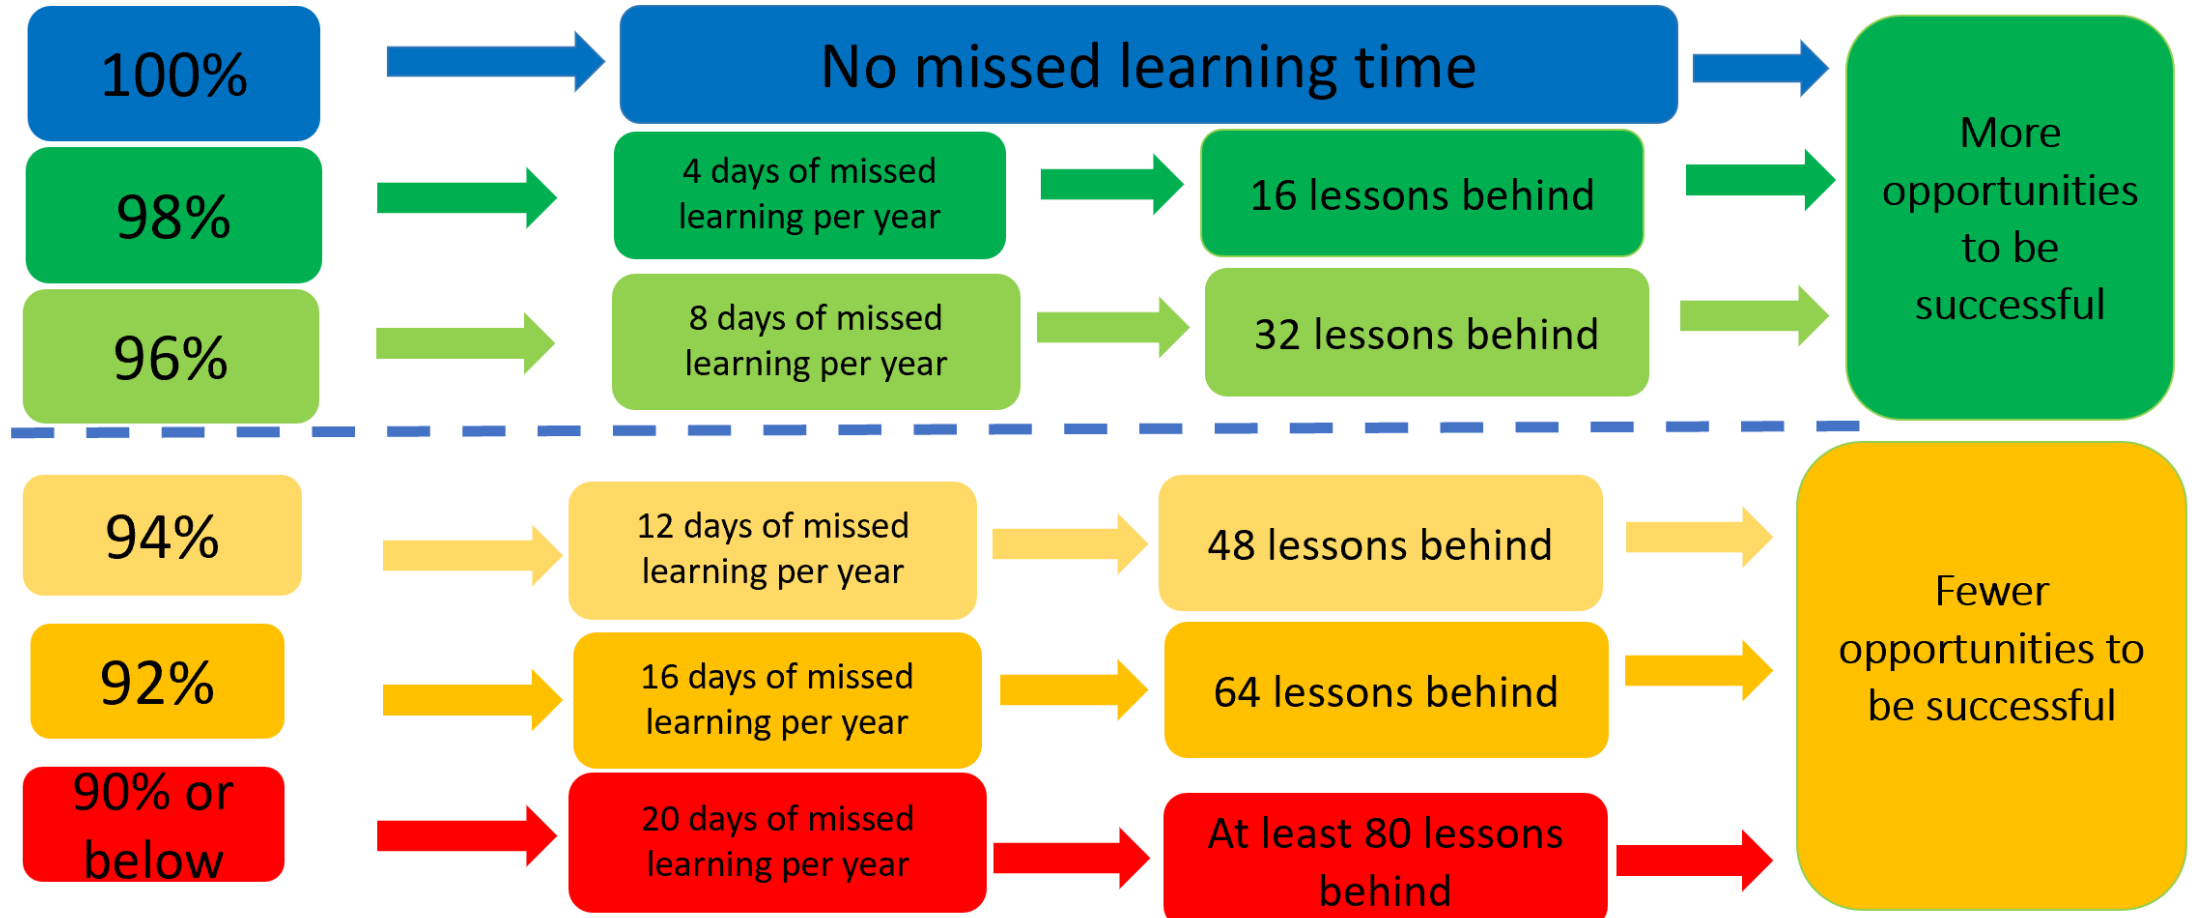 100%
No missed learning time
98%
4 days of missed
learning per year
16 lessons behind
96%
8 days of missed
learning per year
32 lessons behind
More
opportunities
to be
successful
94%
12 days of missed
learning per year
48 lessons behind
92%
16 days of missed
learning per year
64 lessons behind
90% or
below
20 days of missed
learning per year
At least 80 lessons
behind
Fewer
opportunities to
be successful